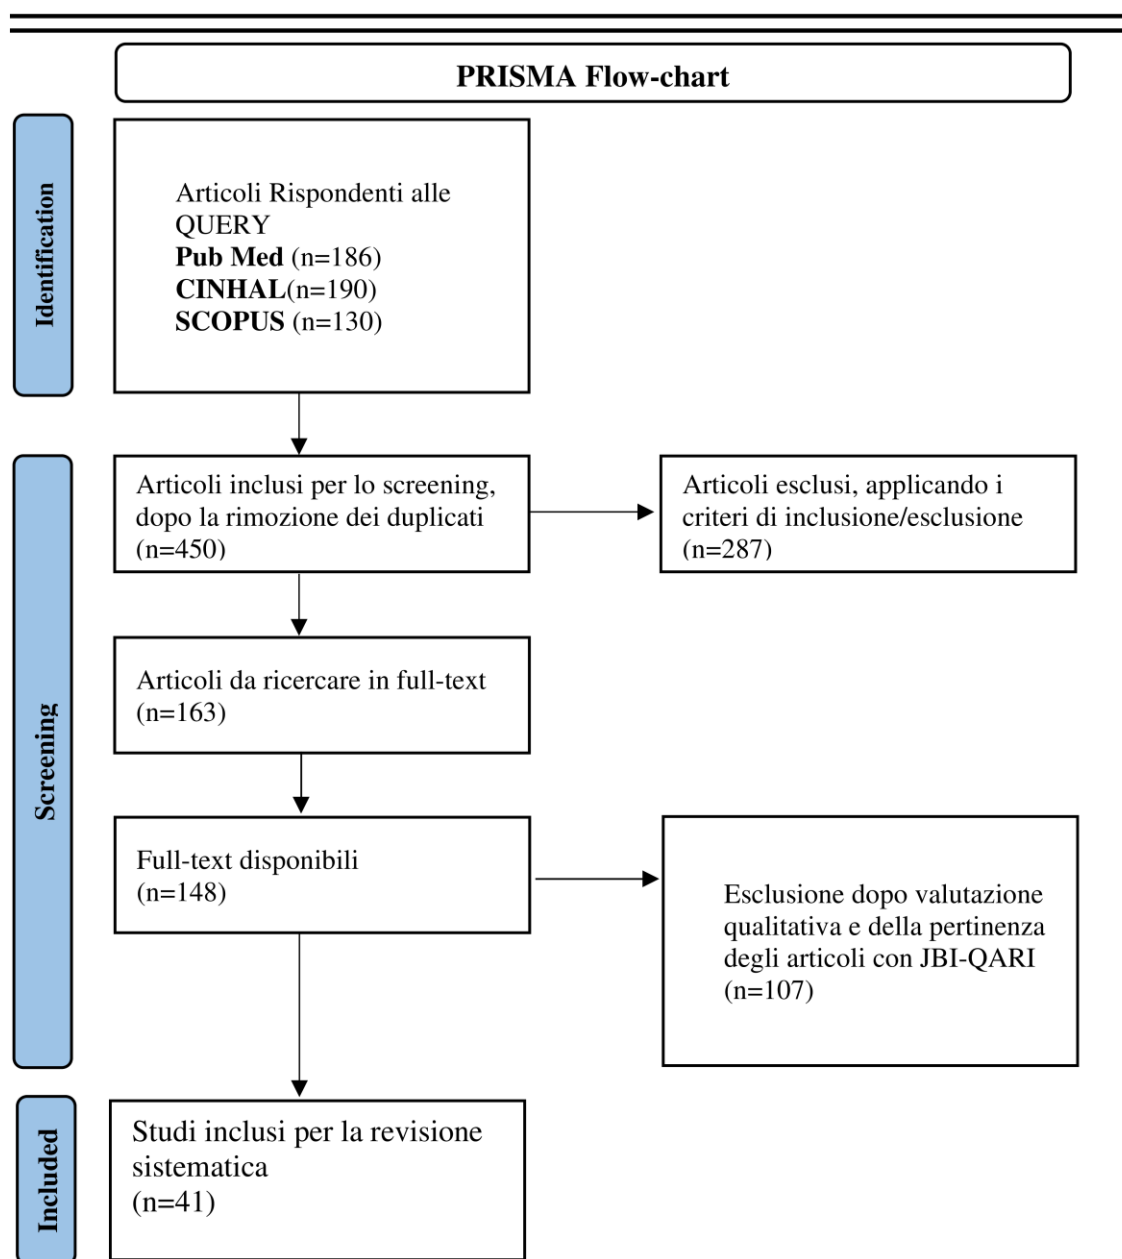 PRISMA Flow-chart
Identification
Articoli Rispondenti alle
QUERY
Pub Med (n=186)
CINHAL(n=190)
SCOPUS (n=130)
Screening
Articoli inclusi per lo screening,
dopo la rimozione dei duplicati
(n=450)
Articoli esclusi, applicando i
criteri di inclusione/esclusione
(n=287)
Articoli da ricercare in full-text
(n=163)
Full-text disponibili
(n=148)
Esclusione dopo valutazione
qualitativa e della pertinenza
degli articoli con JBI-QARI
(n=107)
Included
Studi inclusi per la revisione
sistematica
(n=41)